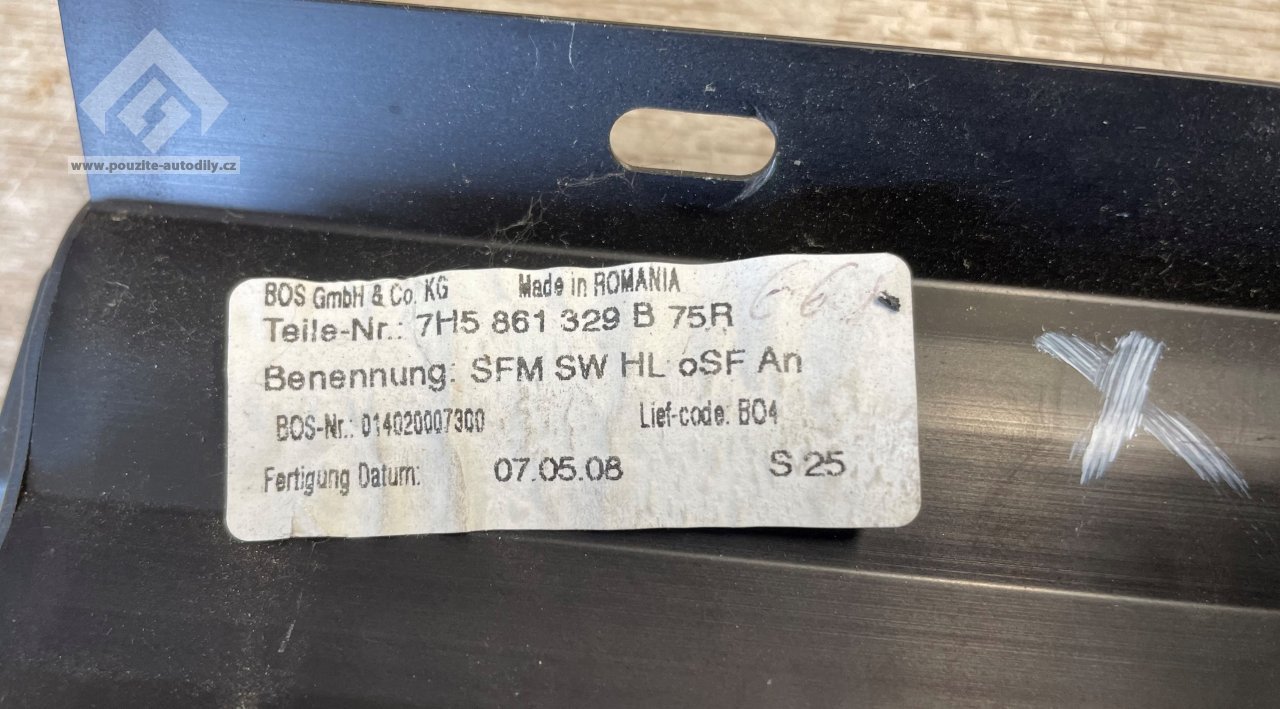 www.pouzite-autodily.cz
BOS GmbH & Co. KG Made in ROMANIA
Teile-Nr.: 7H5 861 329 B 75R
Benennung: SFM SW HL oSF An
BOS-Nr.: 014020007300 Lief-code: BO4
Fertigung Datum: 07.05.08 S 25
X